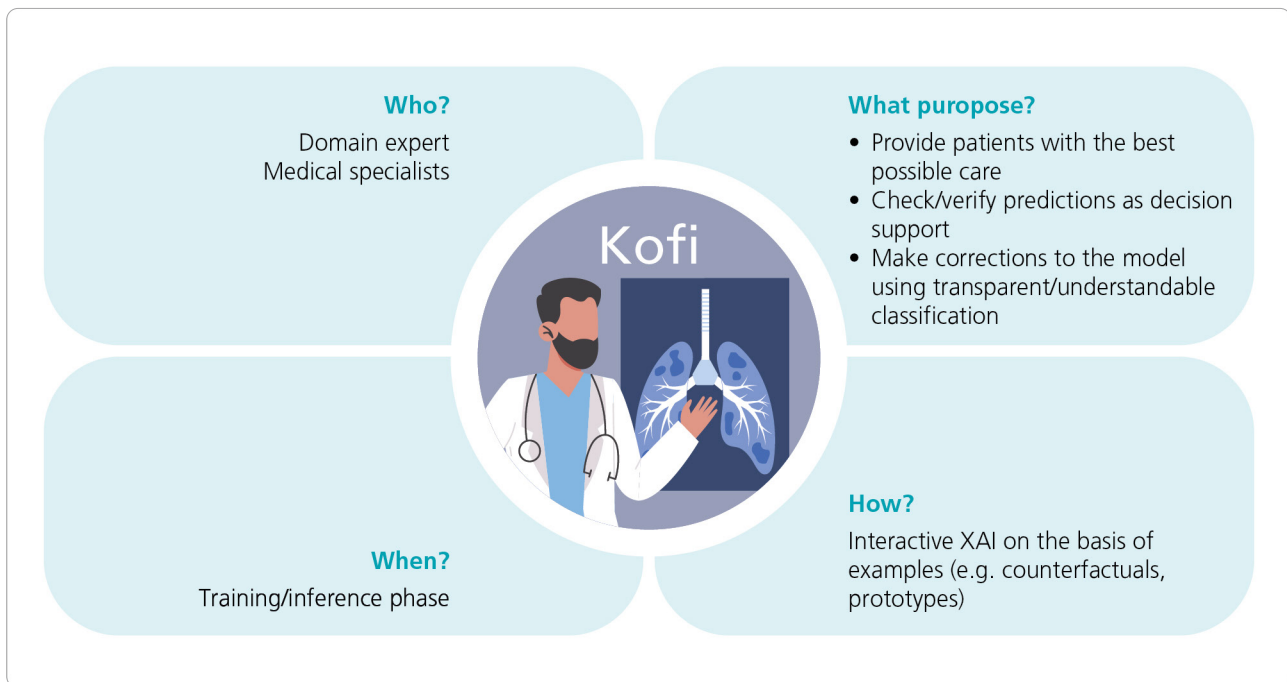 Who?
Domain expert
Medical specialists
What puropose?
• Provide patients with the best
possible care
• Check/verify predictions as decision
support
• Make corrections to the model
using transparent/understandable
classification
Kofi
When?
Training/inference phase
How?
Interactive XAI on the basis of
examples (e.g. counterfactuals,
prototypes)